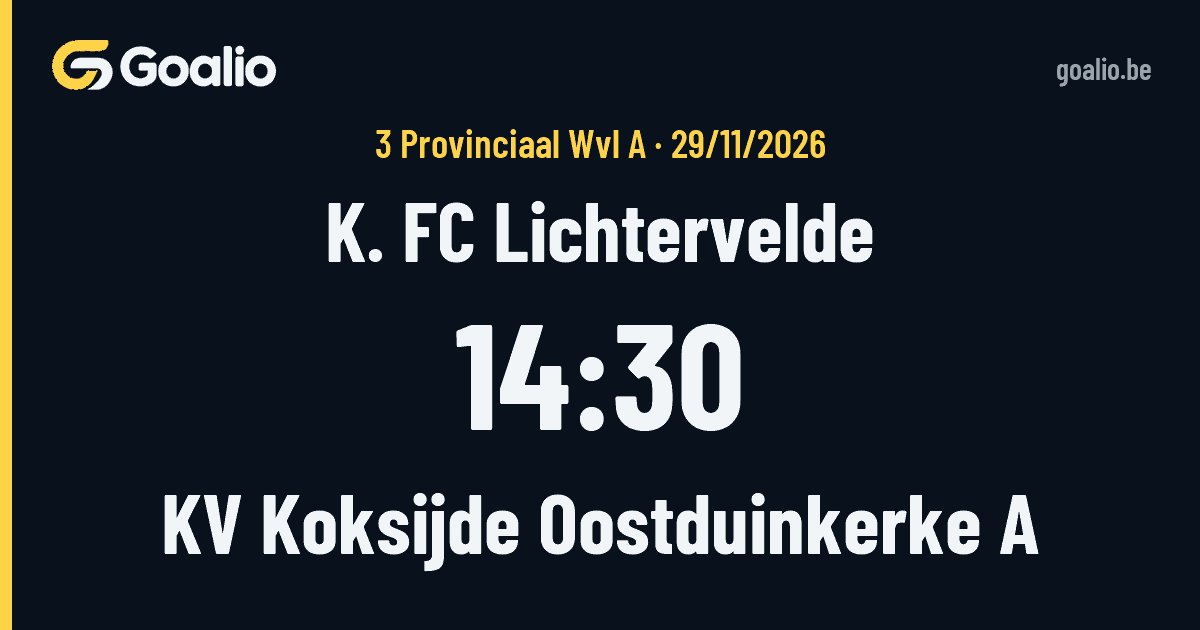 Goalio
goalio.be
3 Provinciaal Wvl A · 29/11/2026
K. FC Lichtervelde
14:30
KV Koksijde Oostduinkerke A